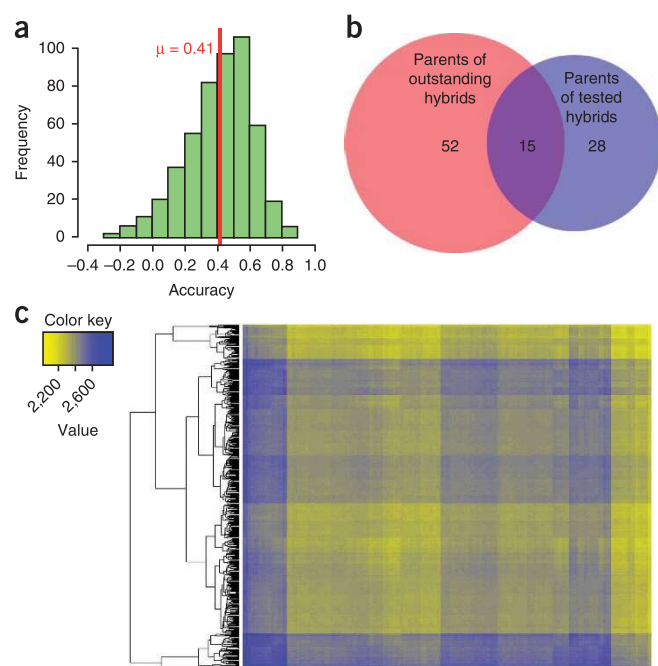 a
μ = 0.41
Frequency
100
80
60
40
20
0
–0.4 –0.2 0.0 0.2 0.4 0.6 0.8 1.0
Accuracy
b
Parents of
outstanding
hybrids
Parents
of tested
hybrids
52
15
28
c
Color key
2,200
2,600
Value